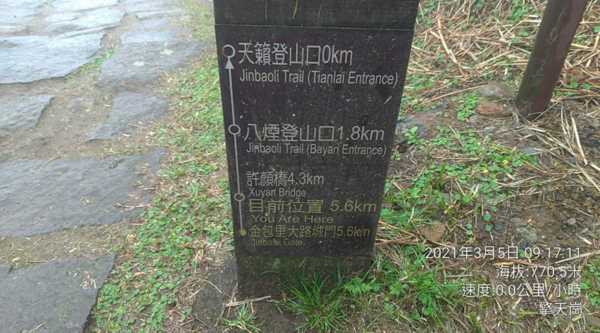 天籟登山口0km
Jinbaoli Trail (Tianlai Entrance)
八煙登山口1.8km
Jinbaoli Trail (Bayan Entrance)
許顏橋4.3km
Xuyan Bridge
目前位置 5.6km
You Are Here
金包里大路城門5.6km
Jinbaoli Gate
2021年3月5日 09:17:11
海拔:770.5米
速度:0.0公里/小時
擎天崗